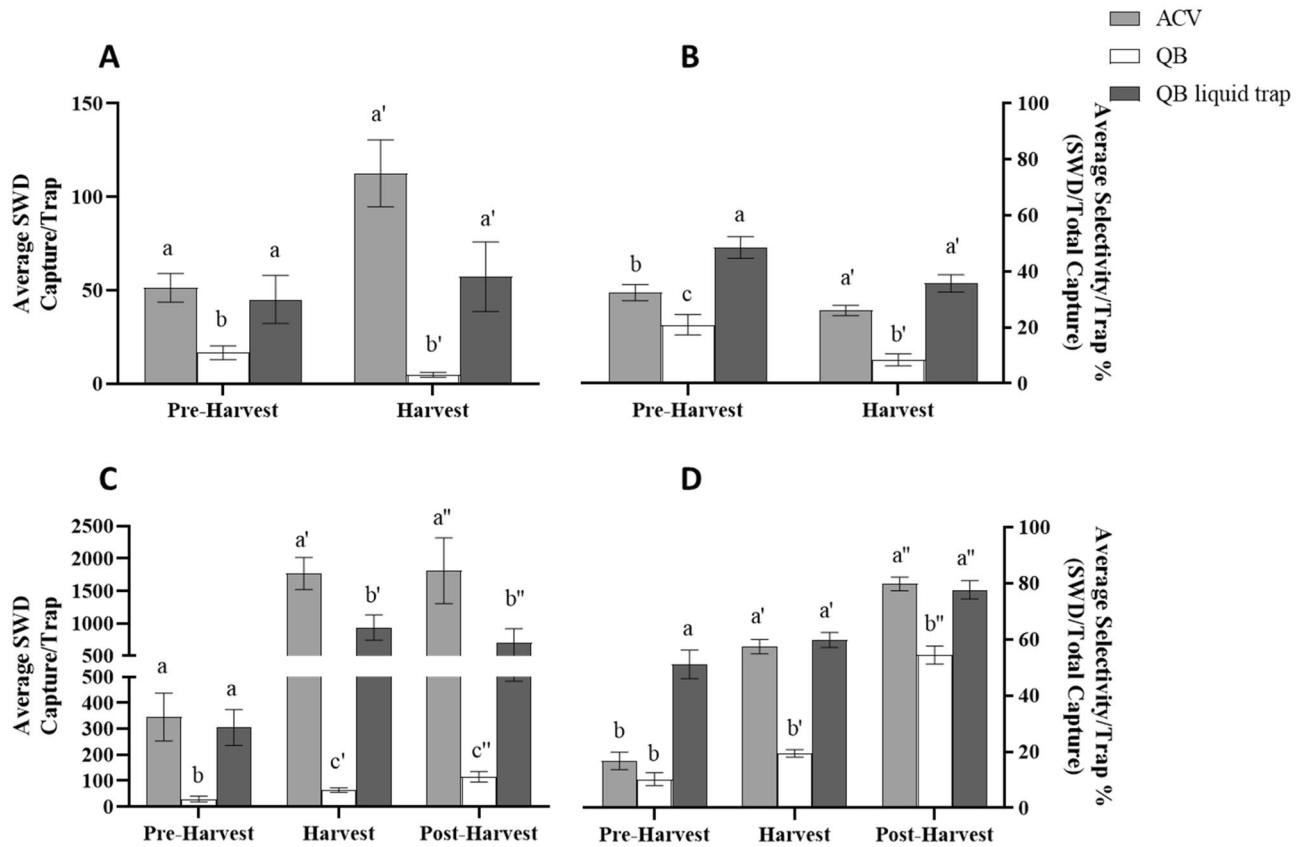 ACV
QB
QB liquid trap
A
B
150
100
50
0
Average SWD
Capture/Trap
a
b
a
a'
b'
a'
Pre-Harvest
Harvest
b
c
a
a'
b'
a'
Pre-Harvest
Harvest
100
80
60
40
20
0
Average Selectivity/Trap %
(SWD/Total Capture)
C
D
2500
2000
1500
1000
500
500
400
300
200
100
0
Average SWD
Capture/Trap
a
b
a
a'
c'
b'
a"
c"
b"
Pre-Harvest
Harvest
Post-Harvest
b
b
a
a'
b'
a'
a"
b"
a"
Pre-Harvest
Harvest
Post-Harvest
100
80
60
40
20
0
Average Selectivity/Trap %
(SWD/Total Capture)